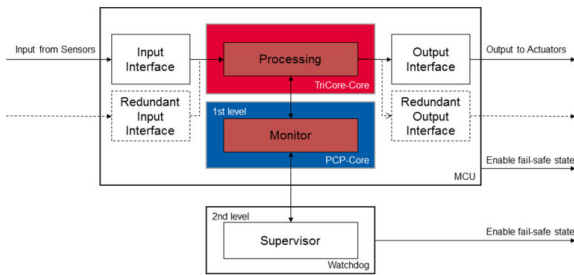 Input from Sensors
Input
Interface
Processing
TriCore-Core
Output
Interface
Output to Actuators
Redundant
Input
Interface
1st level
Monitor
PCP-Core
Redundant
Output
Interface
Enable fail-safe state
MCU
2nd level
Supervisor
Watchdog
Enable fail-safe state